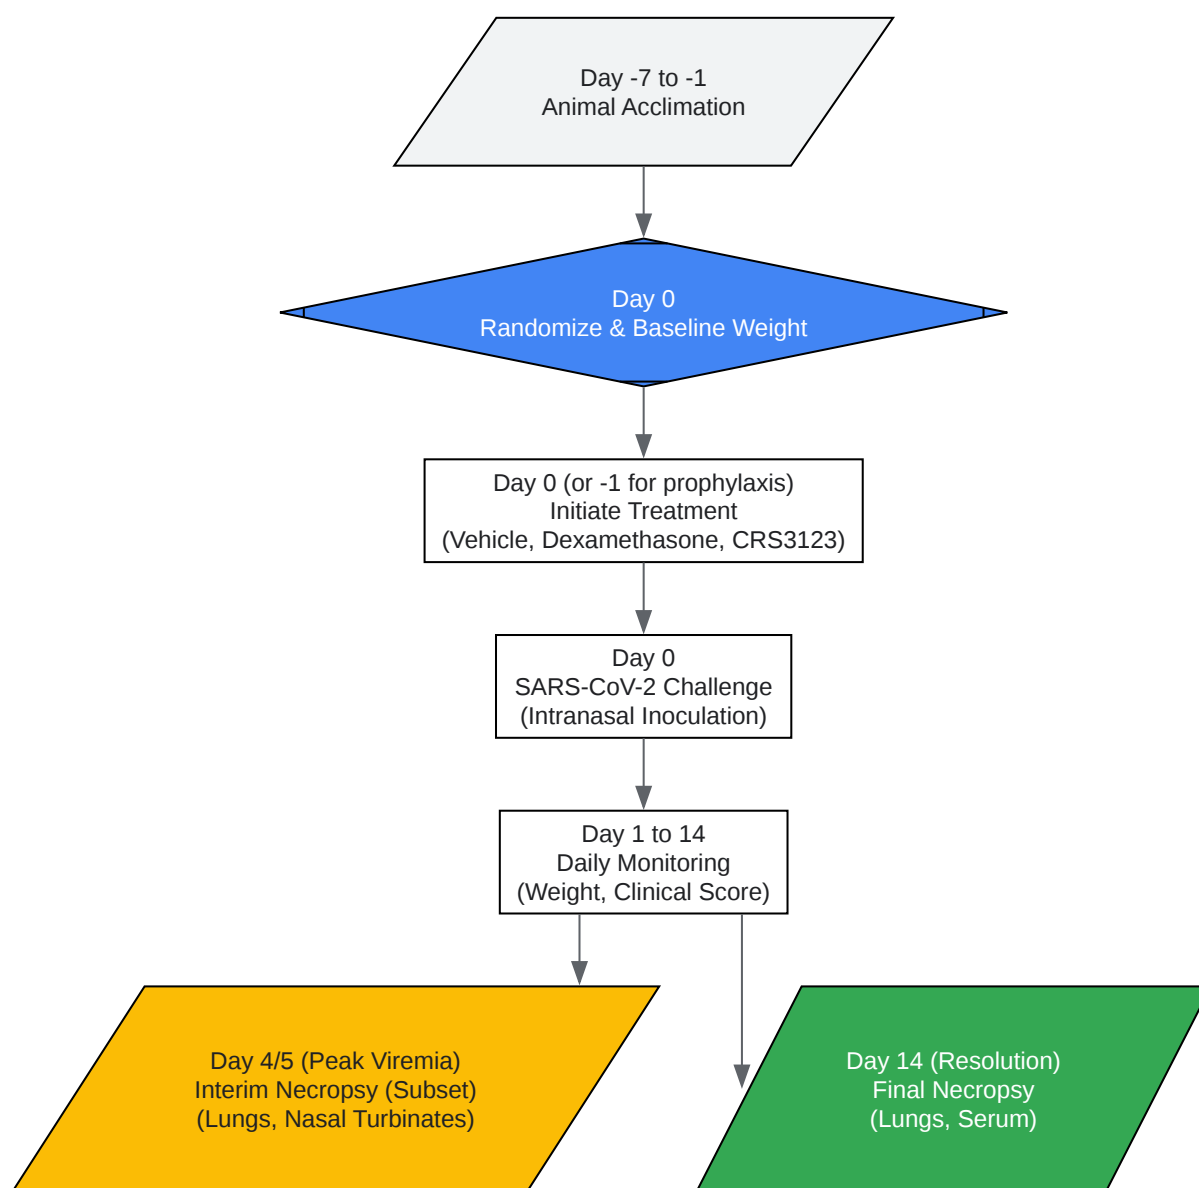 Day -7 to -1
Animal Acclimation
Day 0
Randomize & Baseline Weight
Day 0 (or -1 for prophylaxis)
Initiate Treatment
(Vehicle, Dexamethasone, CRS3123)
Day 0
SARS-CoV-2 Challenge
(Intranasal Inoculation)
Day 1 to 14
Daily Monitoring
(Weight, Clinical Score)
Day 4/5 (Peak Viremia)
Interim Necropsy (Subset)
(Lungs, Nasal Turbinates)
Day 14 (Resolution)
Final Necropsy
(Lungs, Serum)